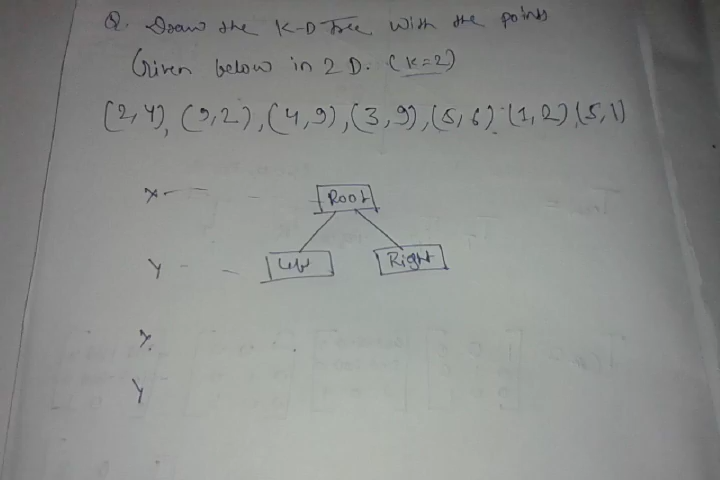 Q. Draw the K-D Tree with the points
Given below in 2 D. (K=2)
(2,4), (9,2), (4,9), (3,9), (5,6), (1,2), (5,1)
X Root
Y Left Right
X
Y